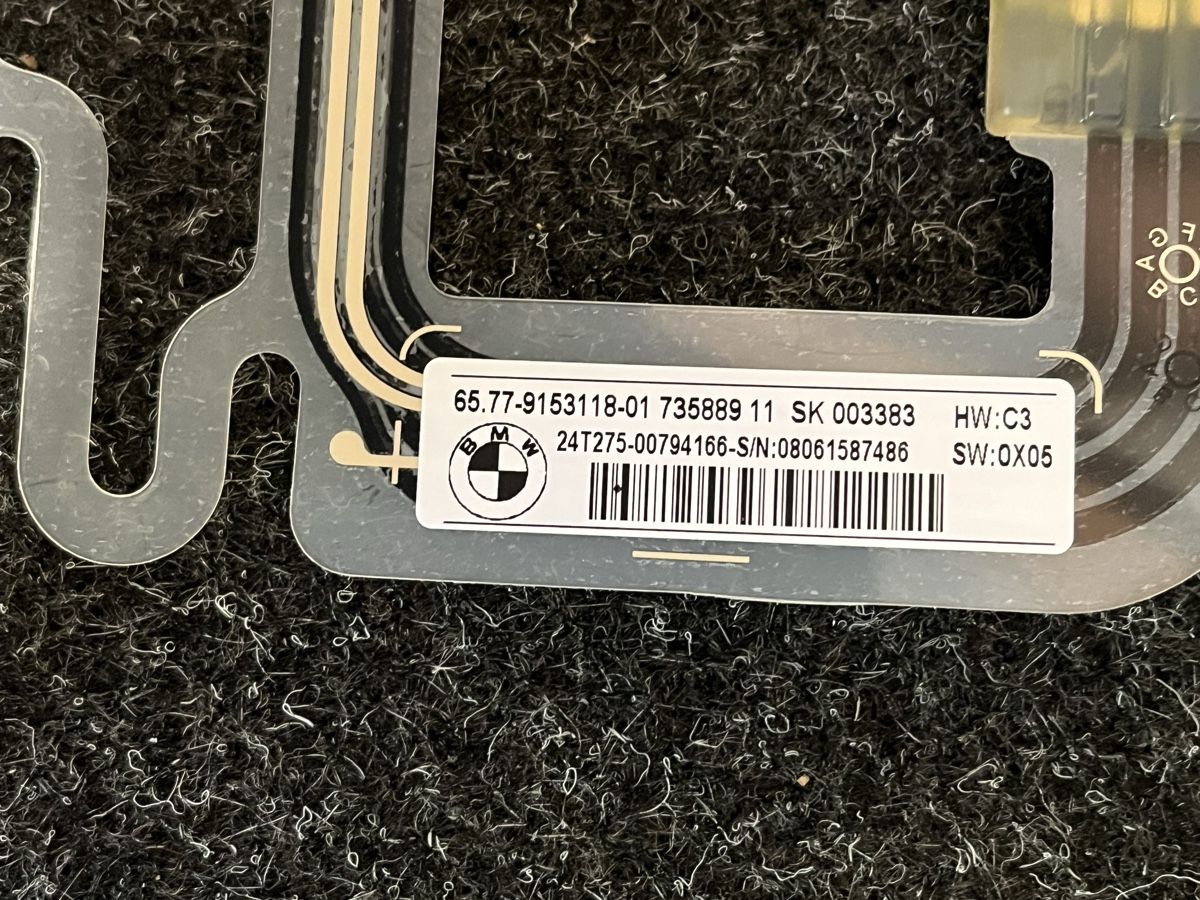 65.77-9153118-01 735889 11 SK 003383 HW:C3
24T275-00794166-S/N:08061587486 SW:0X05
BMW
G F
A
B C